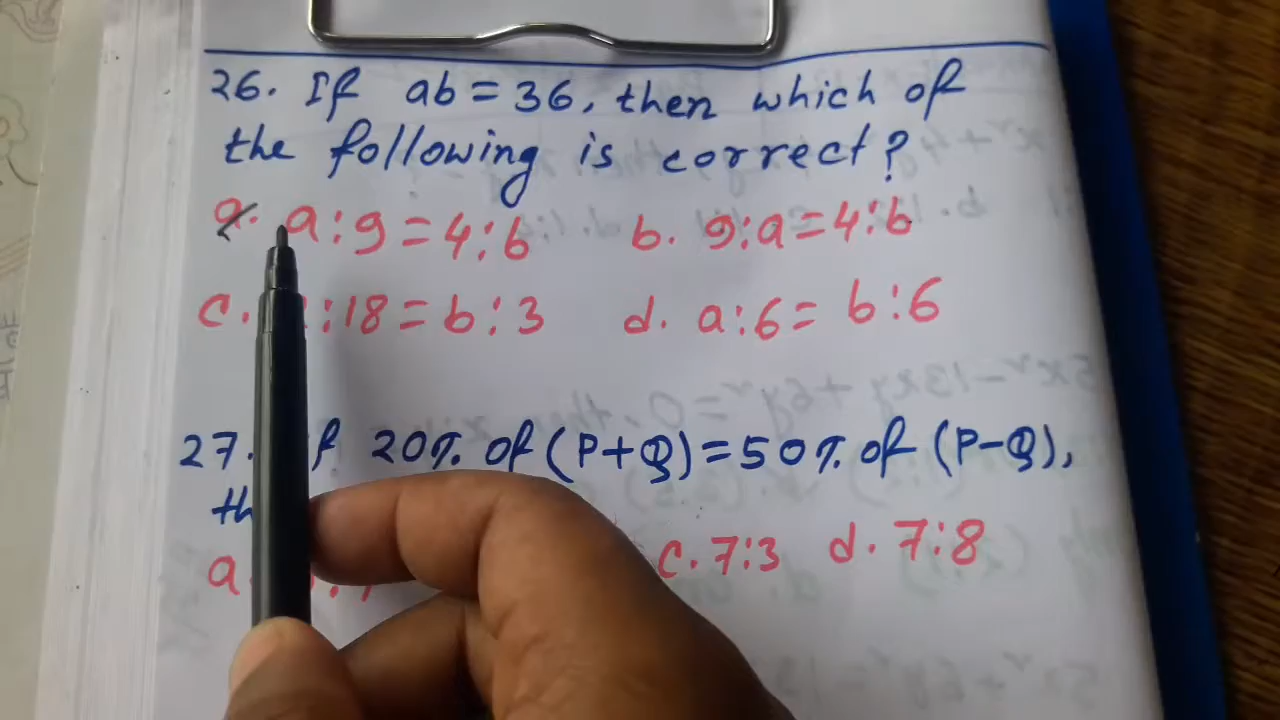 26. If ab = 36, then which of
the following is correct?
a. a:9 = 4:b b. 9:a = 4:b
c. :18 = b:3 d. a:6 = b:6
27. If 20% of (P+Q) = 50% of (P-Q),
a. c. 7:3 d. 7:8